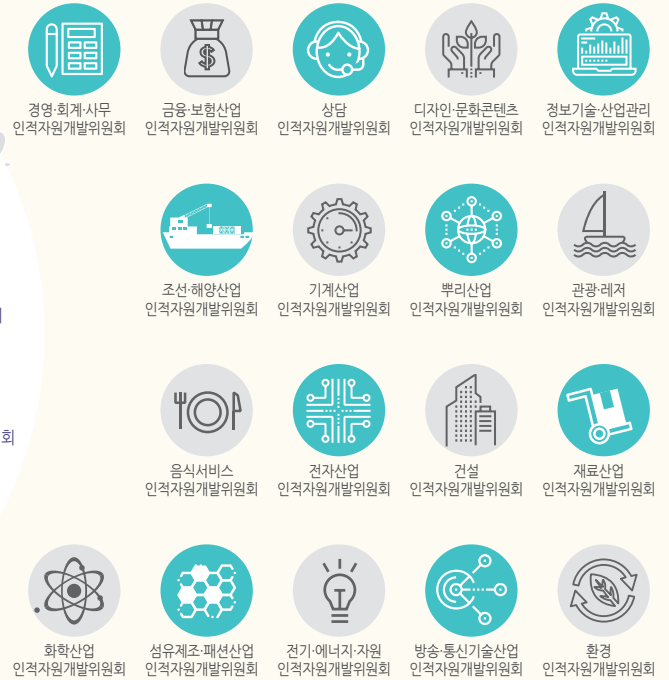 경영·회계·사무
인적자원개발위원회
금융·보험산업
인적자원개발위원회
상담
인적자원개발위원회
디자인·문화콘텐츠
인적자원개발위원회
정보기술·산업관리
인적자원개발위원회
조선·해양산업
인적자원개발위원회
기계산업
인적자원개발위원회
뿌리산업
인적자원개발위원회
관광·레저
인적자원개발위원회
회
음식서비스
인적자원개발위원회
전자산업
인적자원개발위원회
건설
인적자원개발위원회
재료산업
인적자원개발위원회
화학산업
인적자원개발위원회
섬유제조·패션산업
인적자원개발위원회
전기·에너지·자원
인적자원개발위원회
방송·통신기술산업
인적자원개발위원회
환경
인적자원개발위원회